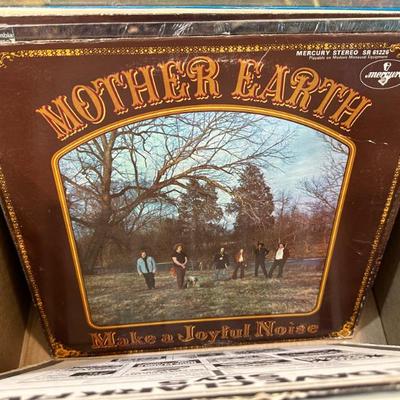 MERCURY STEREO SR 61226
Playable on Modern Monaural Equipment
mercury
MOTHER EARTH
Make a Joyful Noise